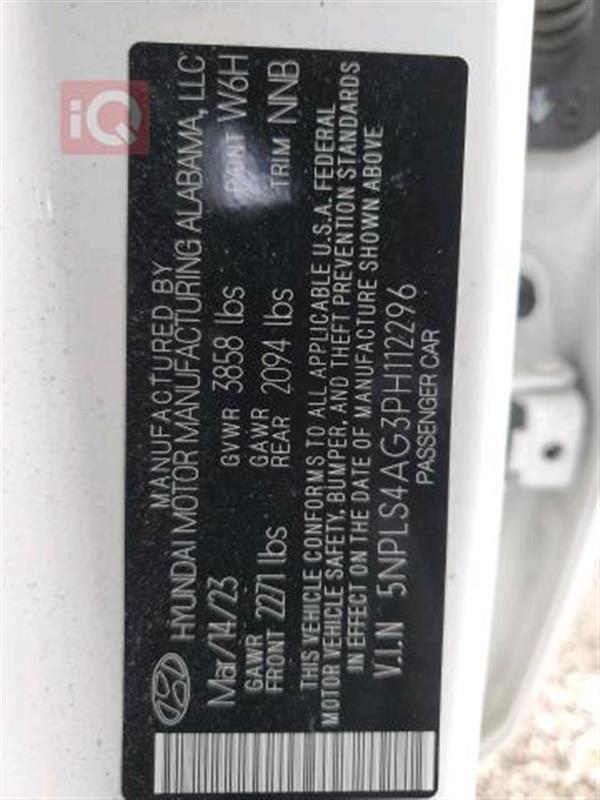 iQ
MANUFACTURED BY
HYUNDAI MOTOR MANUFACTURING ALABAMA, LLC
Mar/14/23 GVWR 3858 lbs PAINT W6H
GAWR FRONT 2271 lbs GAWR REAR 2094 lbs TRIM NNB
THIS VEHICLE CONFORMS TO ALL APPLICABLE U.S.A. FEDERAL
MOTOR VEHICLE SAFETY, BUMPER, AND THEFT PREVENTION STANDARDS
IN EFFECT ON THE DATE OF MANUFACTURE SHOWN ABOVE
V.I.N 5NPLS4AG3PH112296
PASSENGER CAR